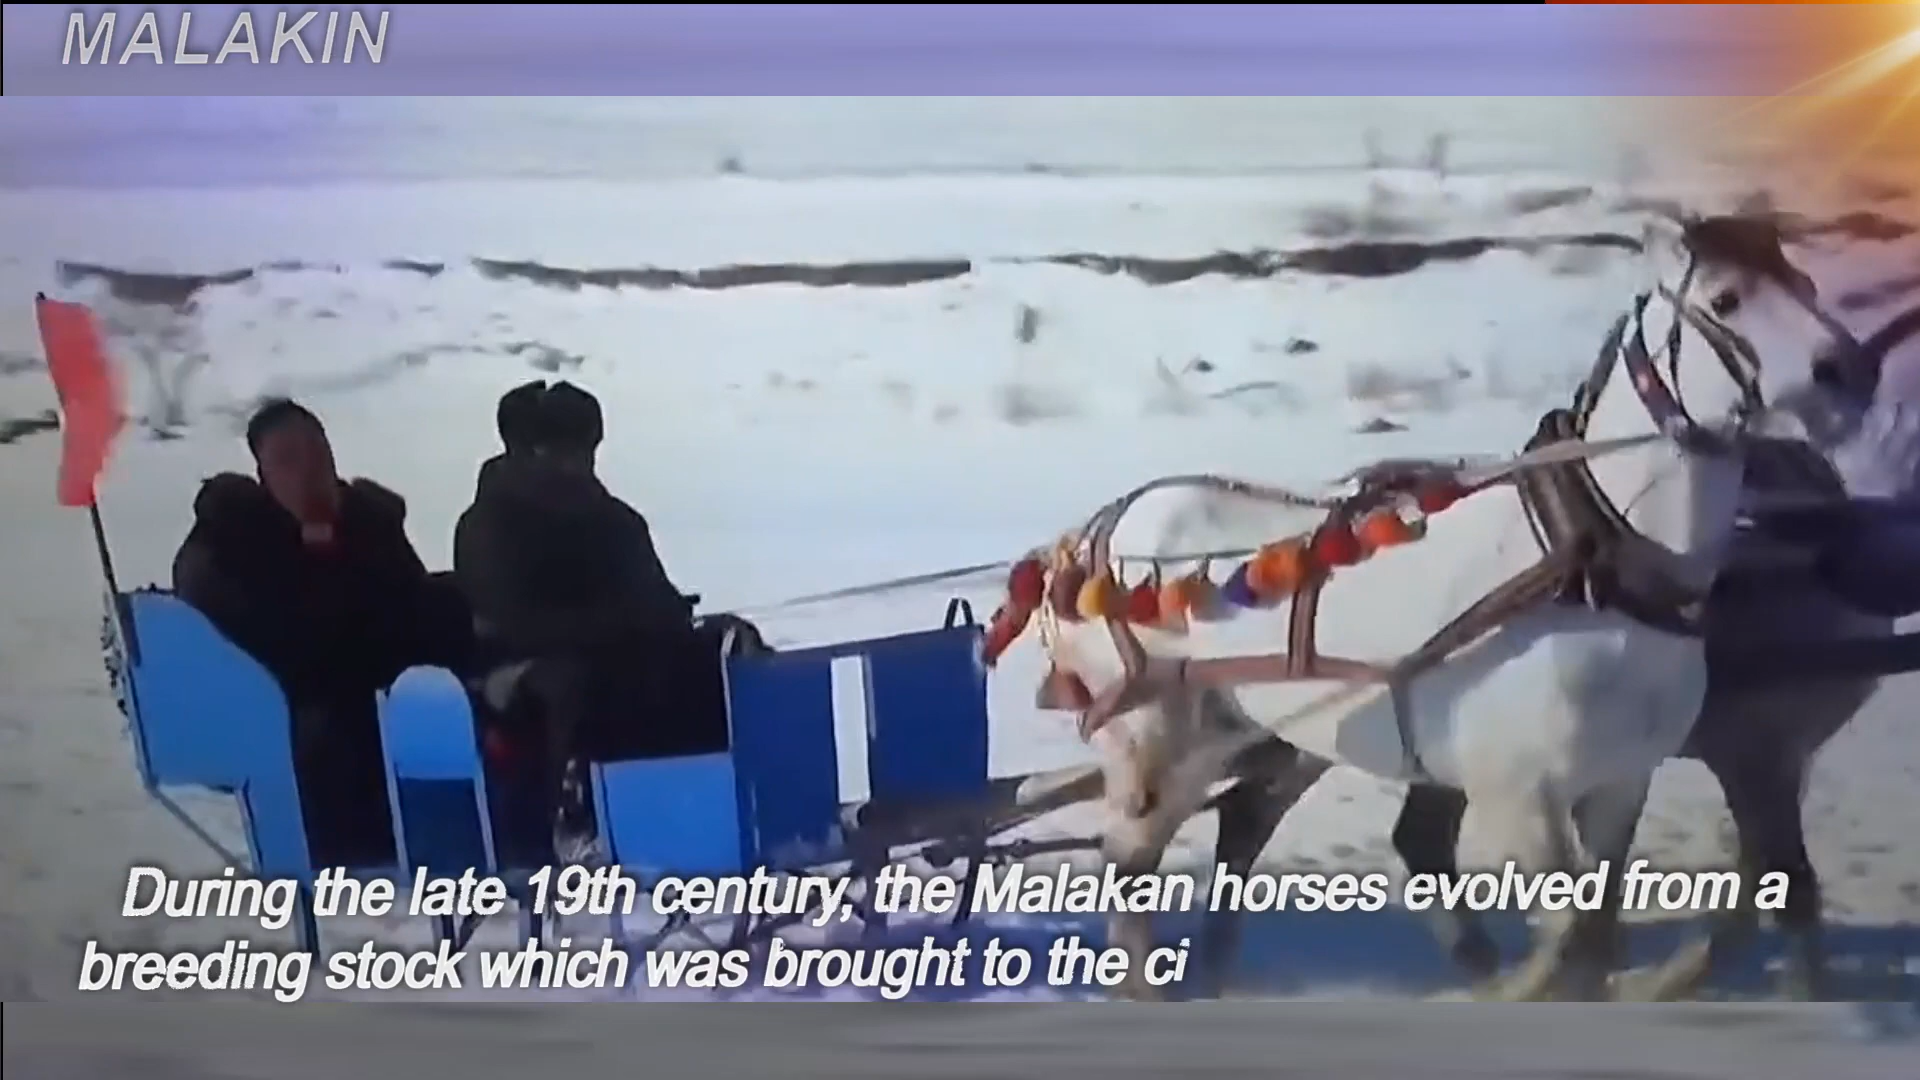 MALAKIN
During the late 19th century, the Malakan horses evolved from a
breeding stock which was brought to the ci